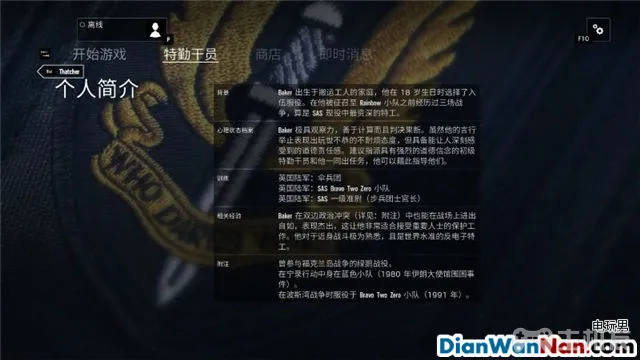 离线
P
F10
开始游戏
特勤干员
商店
即时消息
Esc
Thatcher
个人简介
背景
Baker 出生于搬运工人的家庭，他在 18 岁生日时选择了入
伍服役。在他被征召至 Rainbow 小队之前经历过三场战
争，算是 SAS 现役中最资深的特工。
心理状态档案
Baker 极具观察力，善于计算而且判决果断。虽然他的言行
举止表现出玩世不恭的不耐烦态度，但具备能让人深刻感
受到的道德责任感。建议指派具有强烈的道德信念的初级
特勤干员和他一同出任务，他可以藉此指导他们。
训练
英国陆军：伞兵团
英国陆军：SAS Bravo Two Zero 小队
英国陆军：SAS 一级准尉（步兵团士官长）
相关经验
Baker 在双边政治冲突（详见：附注）中也能在战场上进出
自如，表现杰出，这让他非常适合接受重要人士的保护工
作。他对于近身战斗极为熟悉，且是世界水准的反电子特
工。
附注
曾参与福克兰岛战争的绿鹅战役。
在宁录行动中身在蓝色小队（1980 年伊朗大使馆围困事
件）。
在波斯湾战争时服役于 Bravo Two Zero 小队（1991 年）。
WHO DA
电玩男
DianWanNan.Com